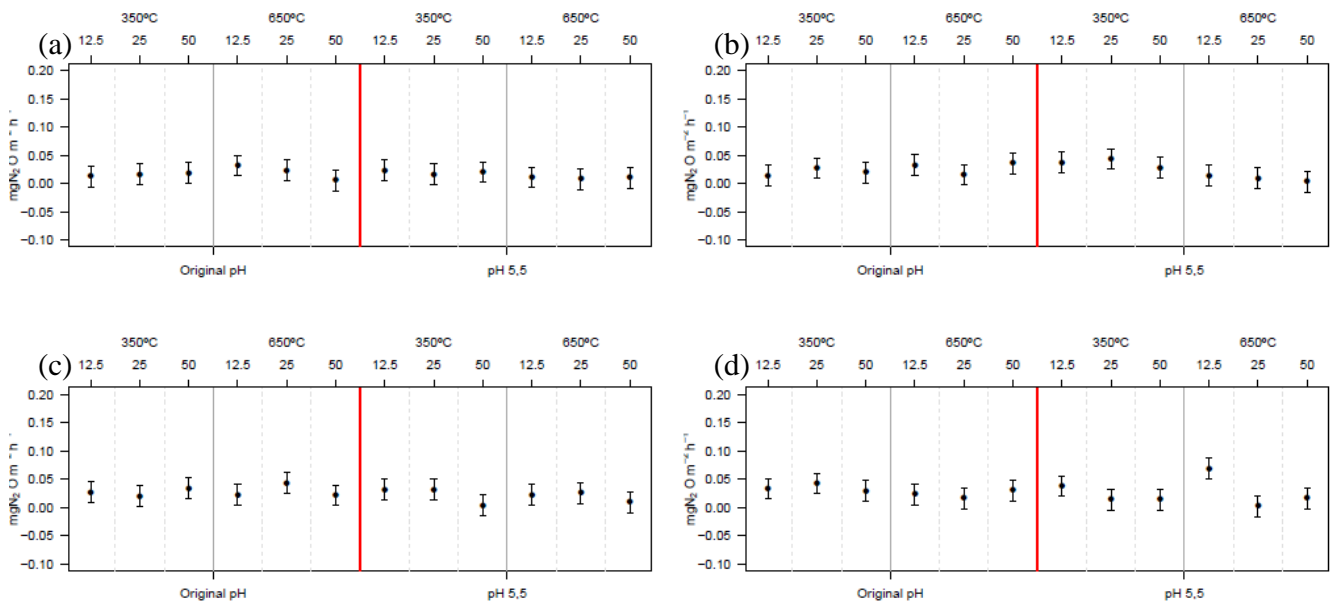 350ºC 650ºC 350ºC 650ºC
(a) 12.5 25 50 12.5 25 50 12.5 25 50 12.5 25 50
0.20
0.15
0.10
0.05
0.00
−0.05
−0.10
mgN₂O m⁻² h⁻¹
Original pH pH 5,5
350ºC 650ºC 350ºC 650ºC
(b) 12.5 25 50 12.5 25 50 12.5 25 50 12.5 25 50
0.20
0.15
0.10
0.05
0.00
−0.05
−0.10
mgN₂O m⁻² h⁻¹
Original pH pH 5,5
350ºC 650ºC 350ºC 650ºC
(c) 12.5 25 50 12.5 25 50 12.5 25 50 12.5 25 50
0.20
0.15
0.10
0.05
0.00
−0.05
−0.10
mgN₂O m⁻² h⁻¹
Original pH pH 5,5
350ºC 650ºC 350ºC 650ºC
(d) 12.5 25 50 12.5 25 50 12.5 25 50 12.5 25 50
0.20
0.15
0.10
0.05
0.00
−0.05
−0.10
mgN₂O m⁻² h⁻¹
Original pH pH 5,5